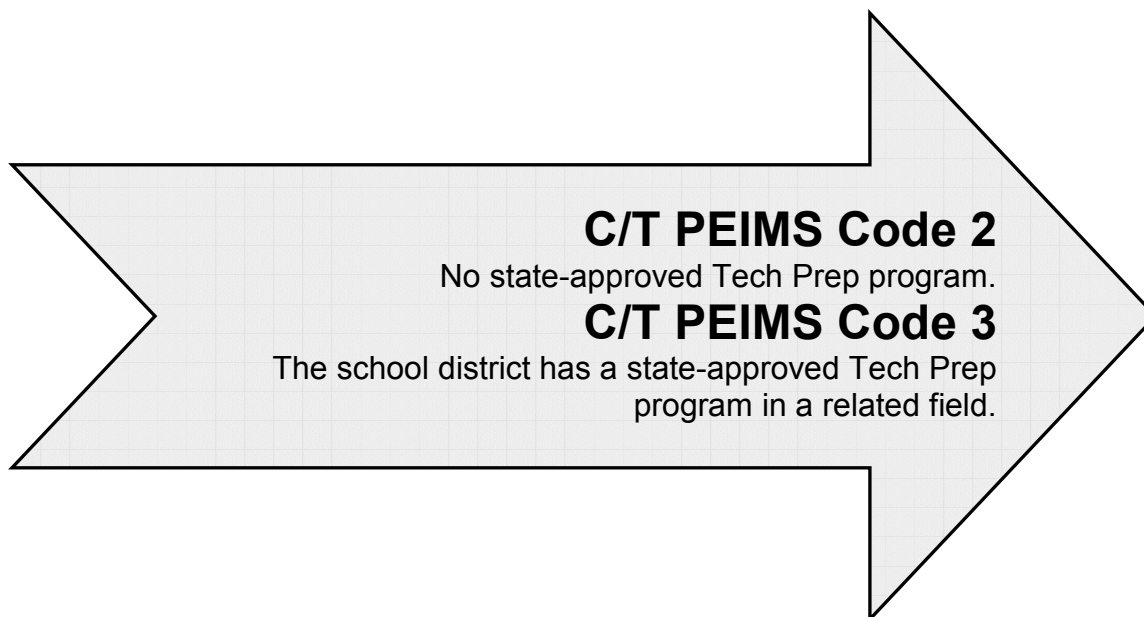 C/T PEIMS Code 2
No state-approved Tech Prep program.
C/T PEIMS Code 3
The school district has a state-approved Tech Prep
program in a related field.